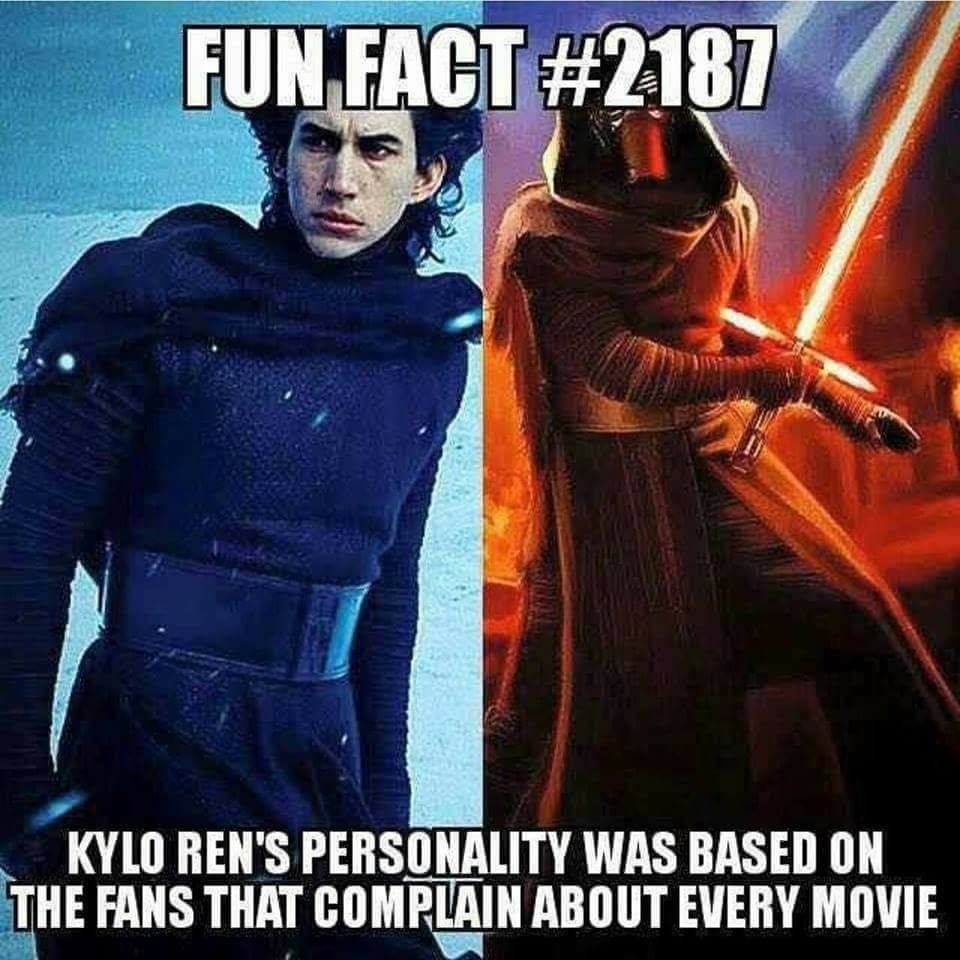 FUN FACT #2187
KYLO REN'S PERSONALITY WAS BASED ON
THE FANS THAT COMPLAIN ABOUT EVERY MOVIE